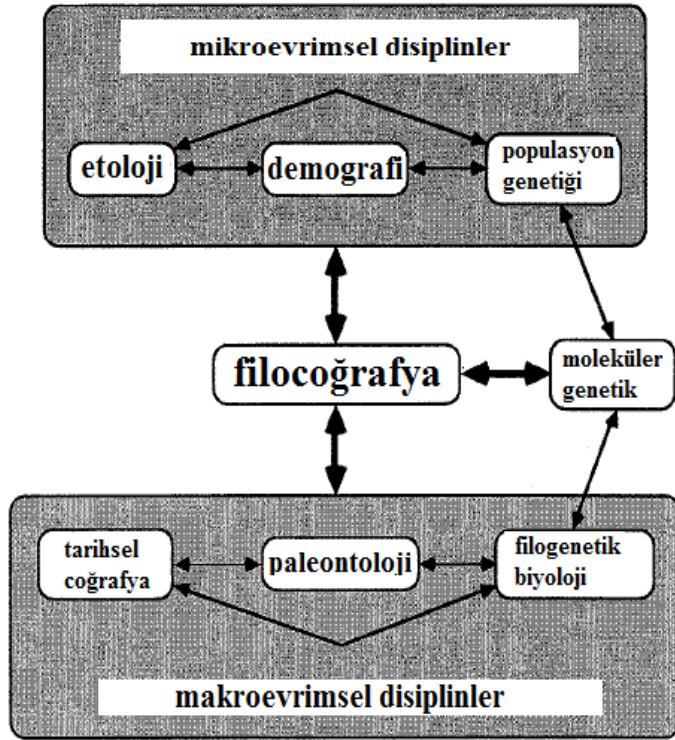 mikroevrimsel disiplinler
etoloji
demografi
populasyon
genetiği
filocoğrafya
moleküler
genetik
tarihsel
coğrafya
paleontoloji
filogenetik
biyoloji
makroevrimsel disiplinler